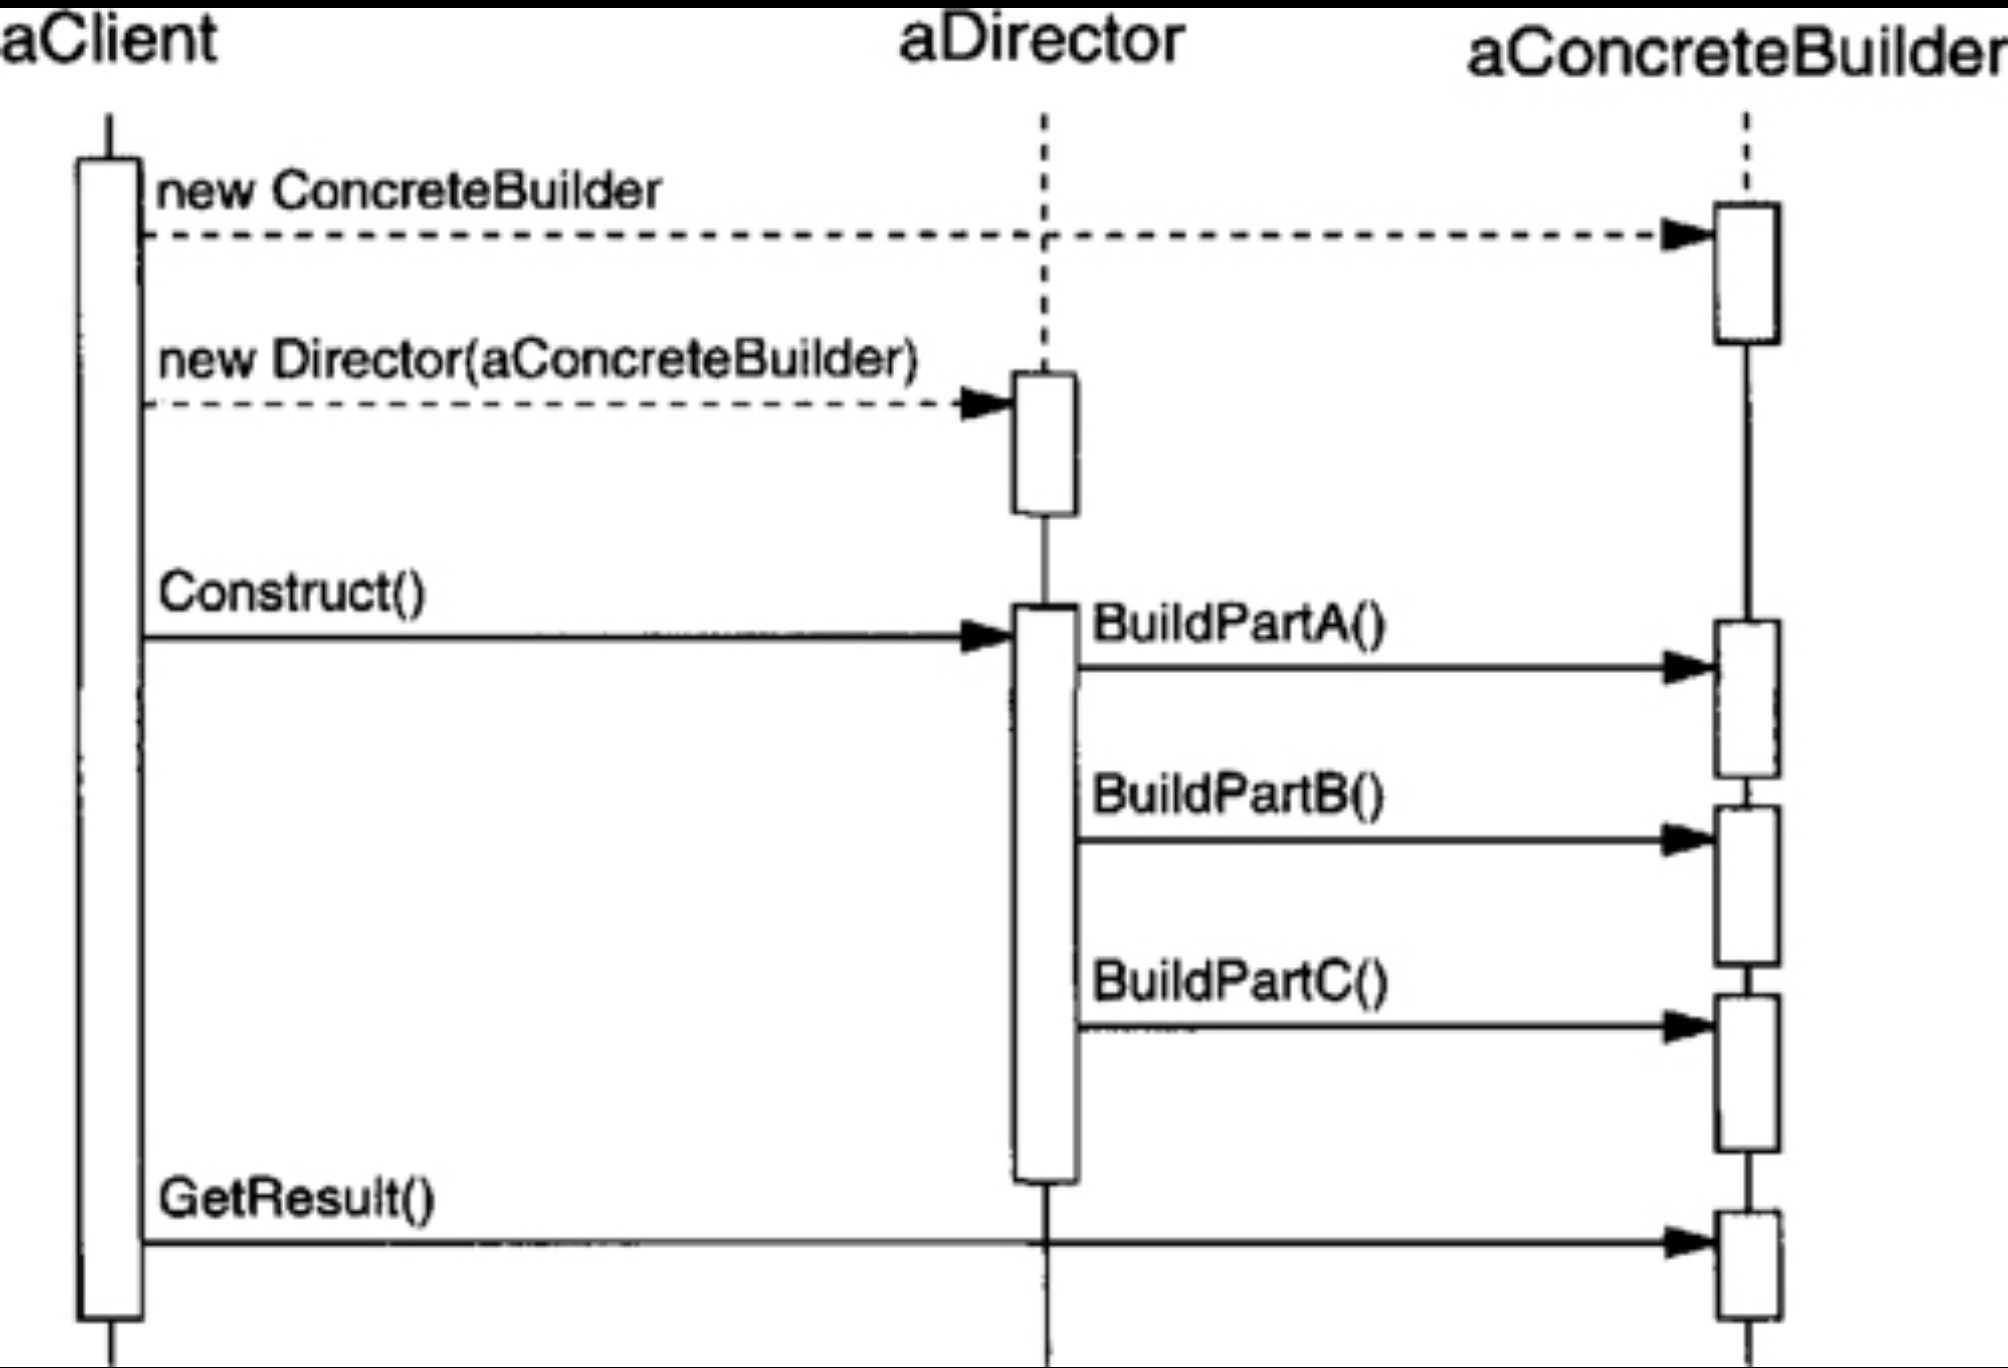 aClient
aDirector
aConcreteBuilder
new ConcreteBuilder
new Director(aConcreteBuilder)
Construct()
BuildPartA()
BuildPartB()
BuildPartC()
GetResult()